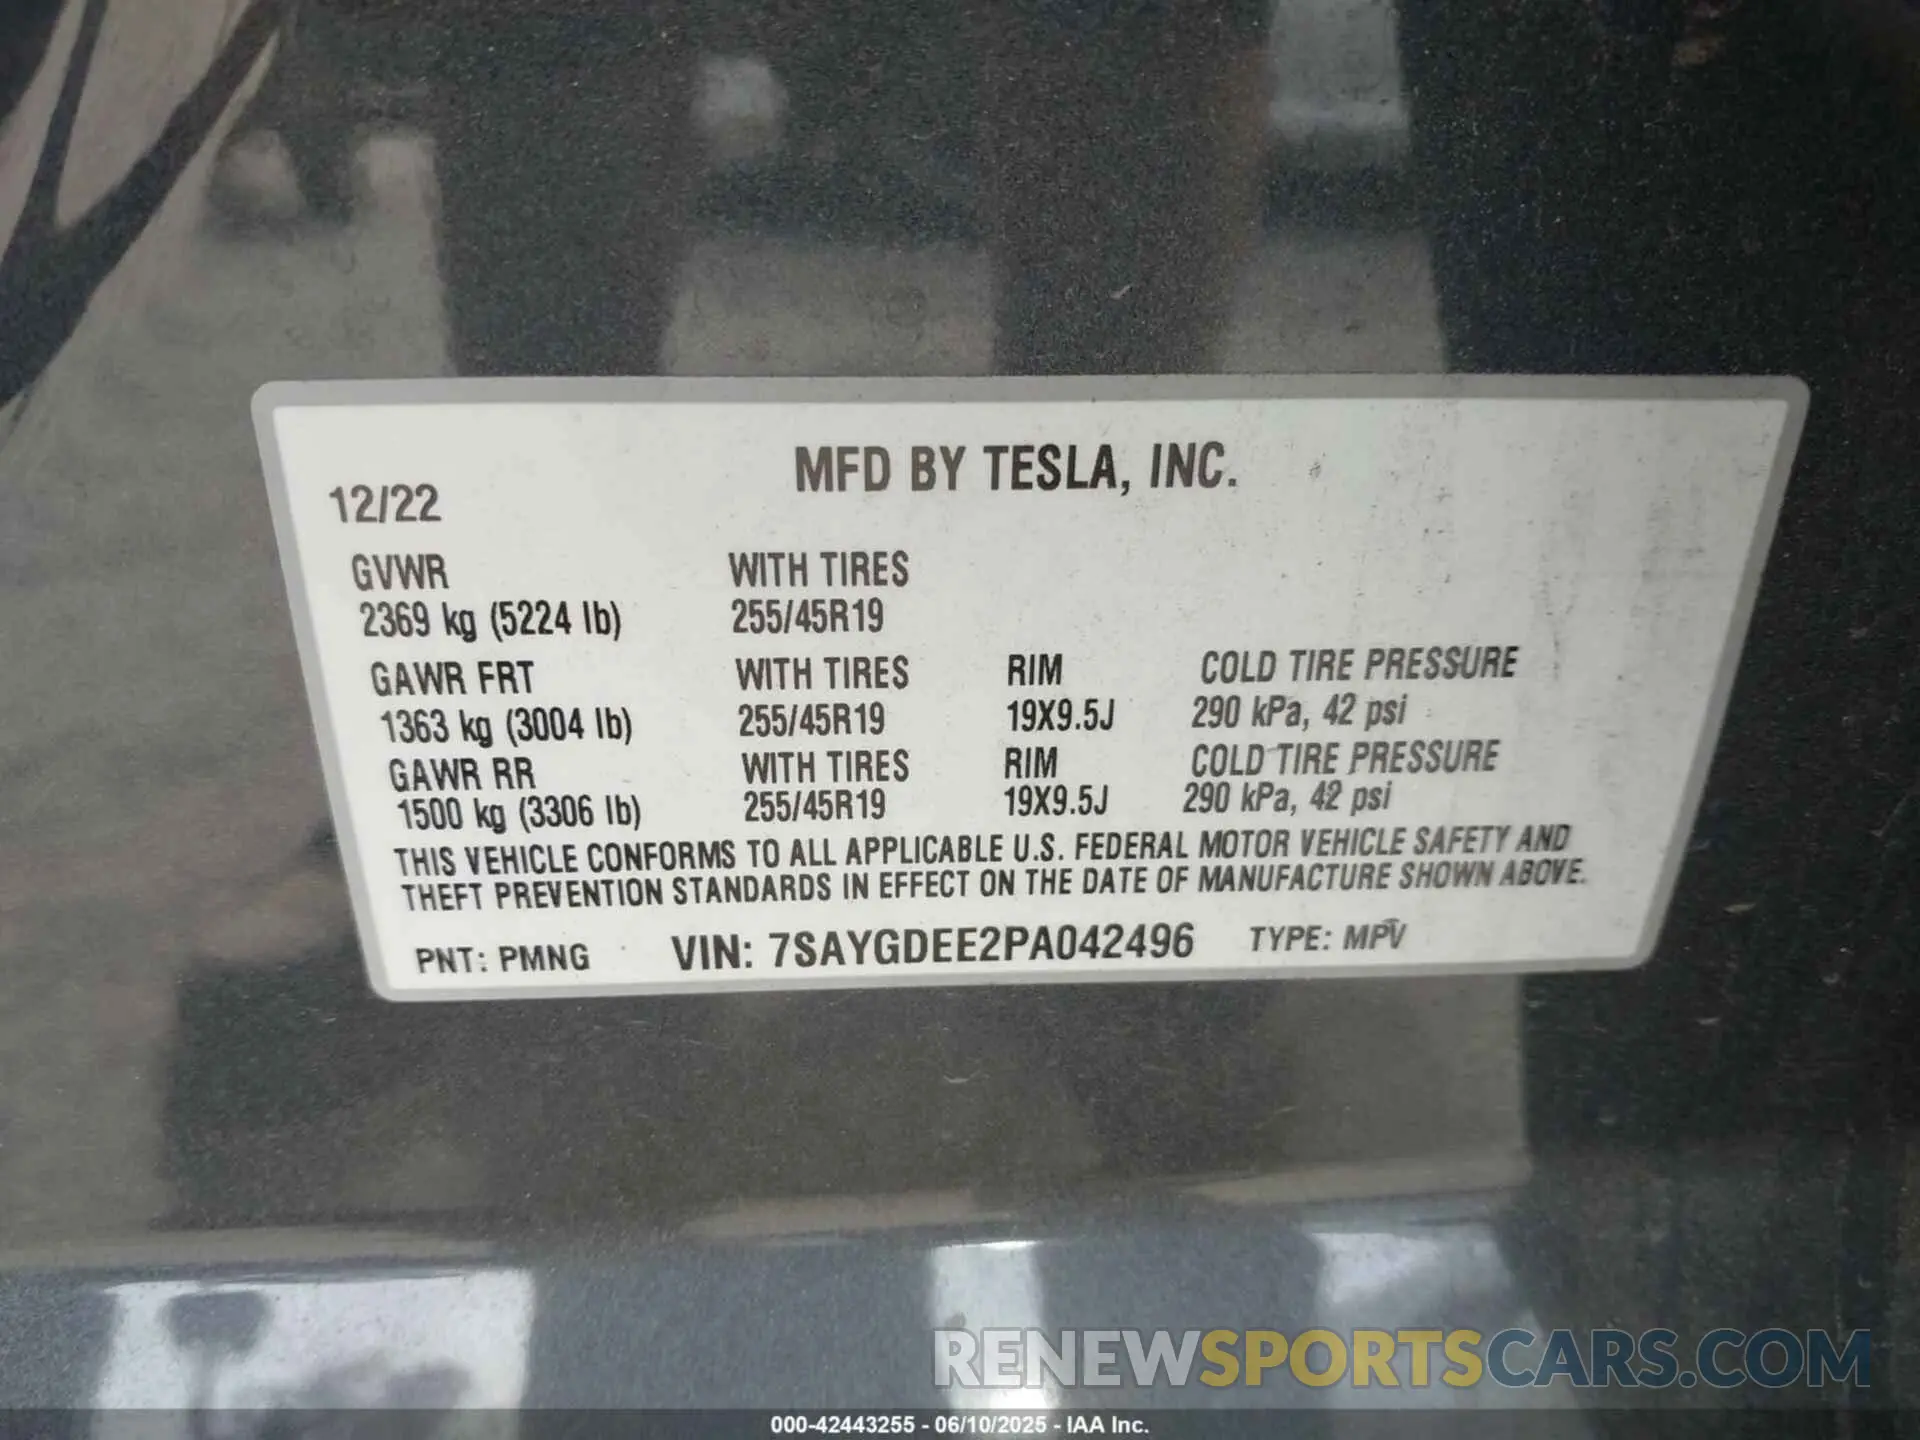 MFD BY TESLA, INC.
12/22
GVWR WITH TIRES
2369 kg (5224 lb) 255/45R19
GAWR FRT WITH TIRES RIM COLD TIRE PRESSURE
1363 kg (3004 lb) 255/45R19 19X9.5J 290 kPa, 42 psi
GAWR RR WITH TIRES RIM COLD TIRE PRESSURE
1500 kg (3306 lb) 255/45R19 19X9.5J 290 kPa, 42 psi
THIS VEHICLE CONFORMS TO ALL APPLICABLE U.S. FEDERAL MOTOR VEHICLE SAFETY AND
THEFT PREVENTION STANDARDS IN EFFECT ON THE DATE OF MANUFACTURE SHOWN ABOVE.
PNT: PMNG VIN: 7SAYGDEE2PA042496 TYPE: MPV
RENEWSPORTSCARS.COM
000-42443255 - 06/10/2025 - IAA Inc.